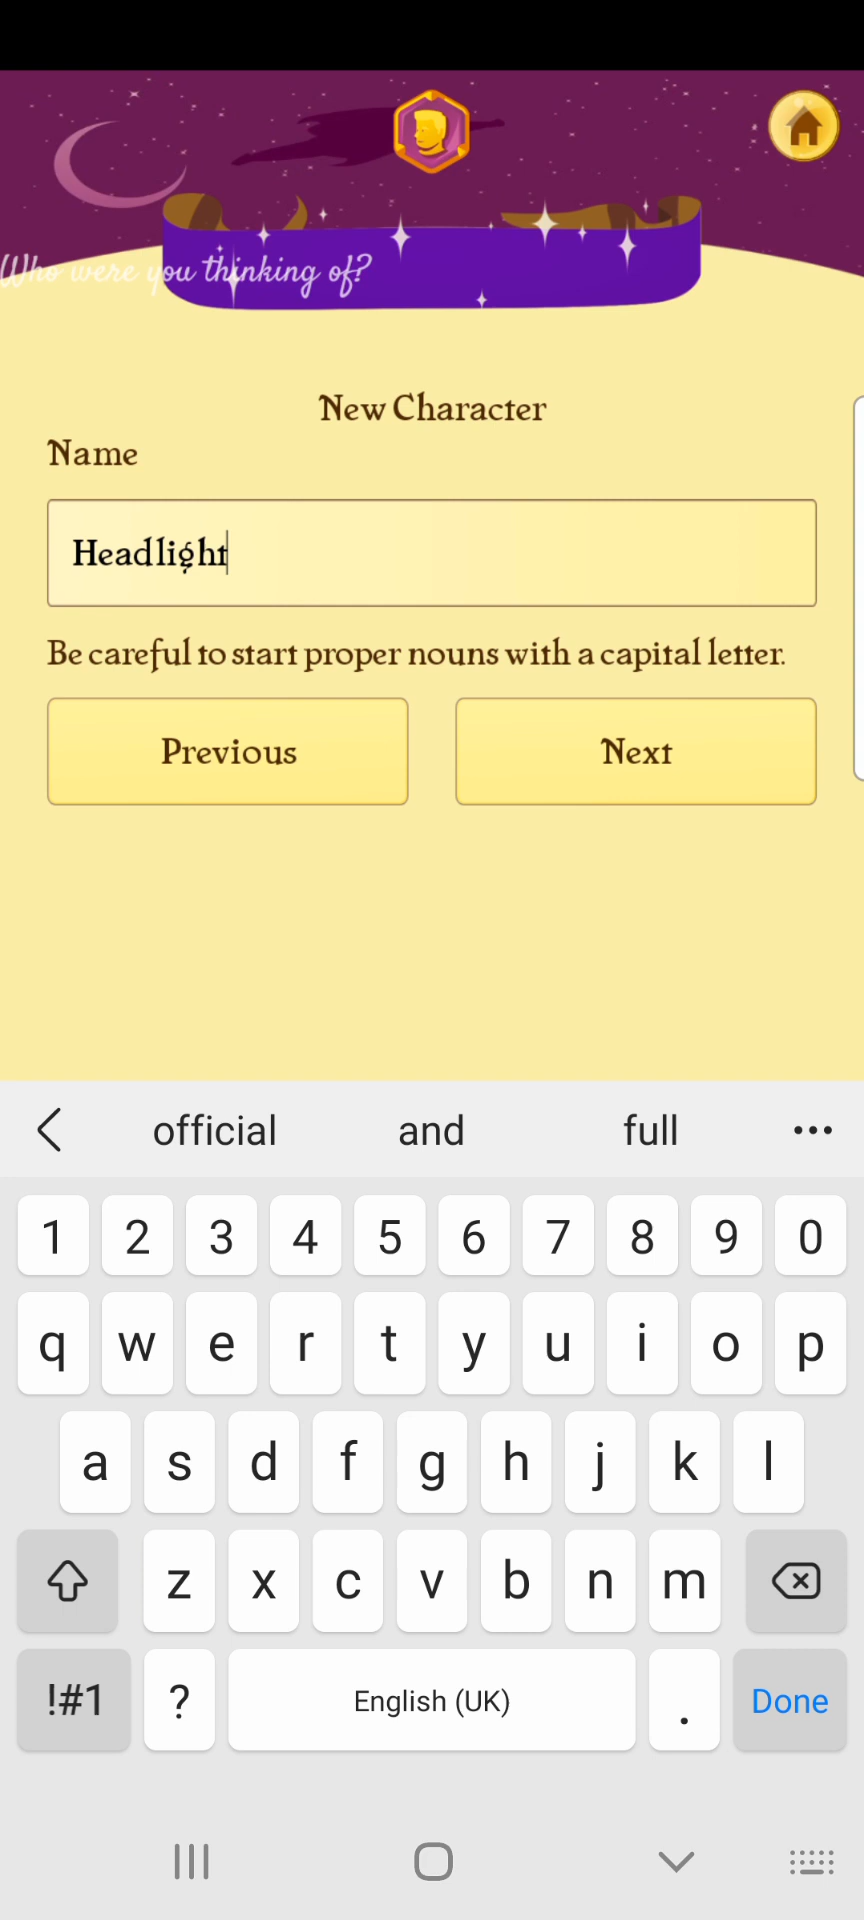 Who were you thinking of?
New Character
Name
Headlight
Be careful to start proper nouns with a capital letter.
Previous Next
official and full
1 2 3 4 5 6 7 8 9 0
q w e r t y u i o p
a s d f g h j k l
z x c v b n m
!#1 ? English (UK) . Done